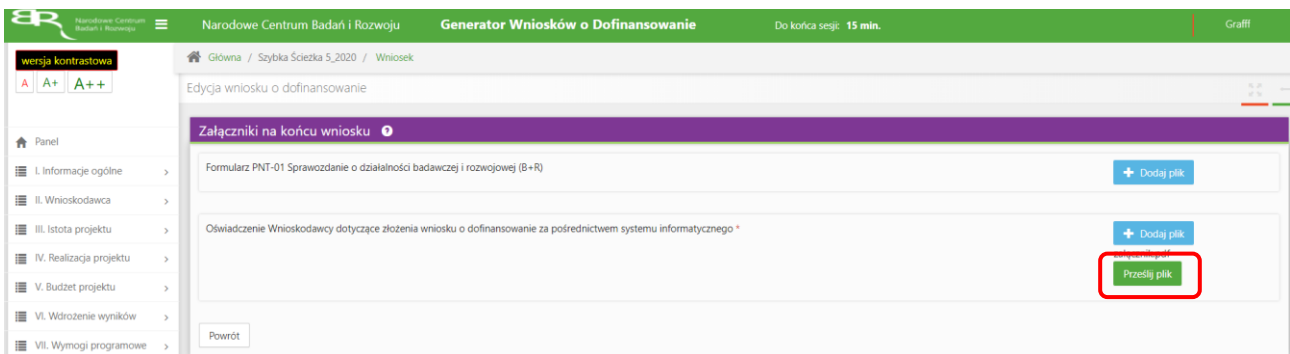 Narodowe Centrum
Badań i Rozwoju
Narodowe Centrum Badań i Rozwoju Generator Wniosków o Dofinansowanie Do końca sesji: 15 min. Grafff
wersja kontrastowa
A A+ A++
Główna / Szybka Ścieżka 5_2020 / Wniosek
Edycja wniosku o dofinansowanie
Załączniki na końcu wniosku
Panel
I. Informacje ogólne
II. Wnioskodawca
III. Istota projektu
IV. Realizacja projektu
V. Budżet projektu
VI. Wdrożenie wyników
VII. Wymogi programowe
Formularz PNT-01 Sprawozdanie o działalności badawczej i rozwojowej (B+R)
Dodaj plik
Oświadczenie Wnioskodawcy dotyczące złożenia wniosku o dofinansowanie za pośrednictwem systemu informatycznego *
Dodaj plik
załącznik.pdf
Prześlij plik
Powrót